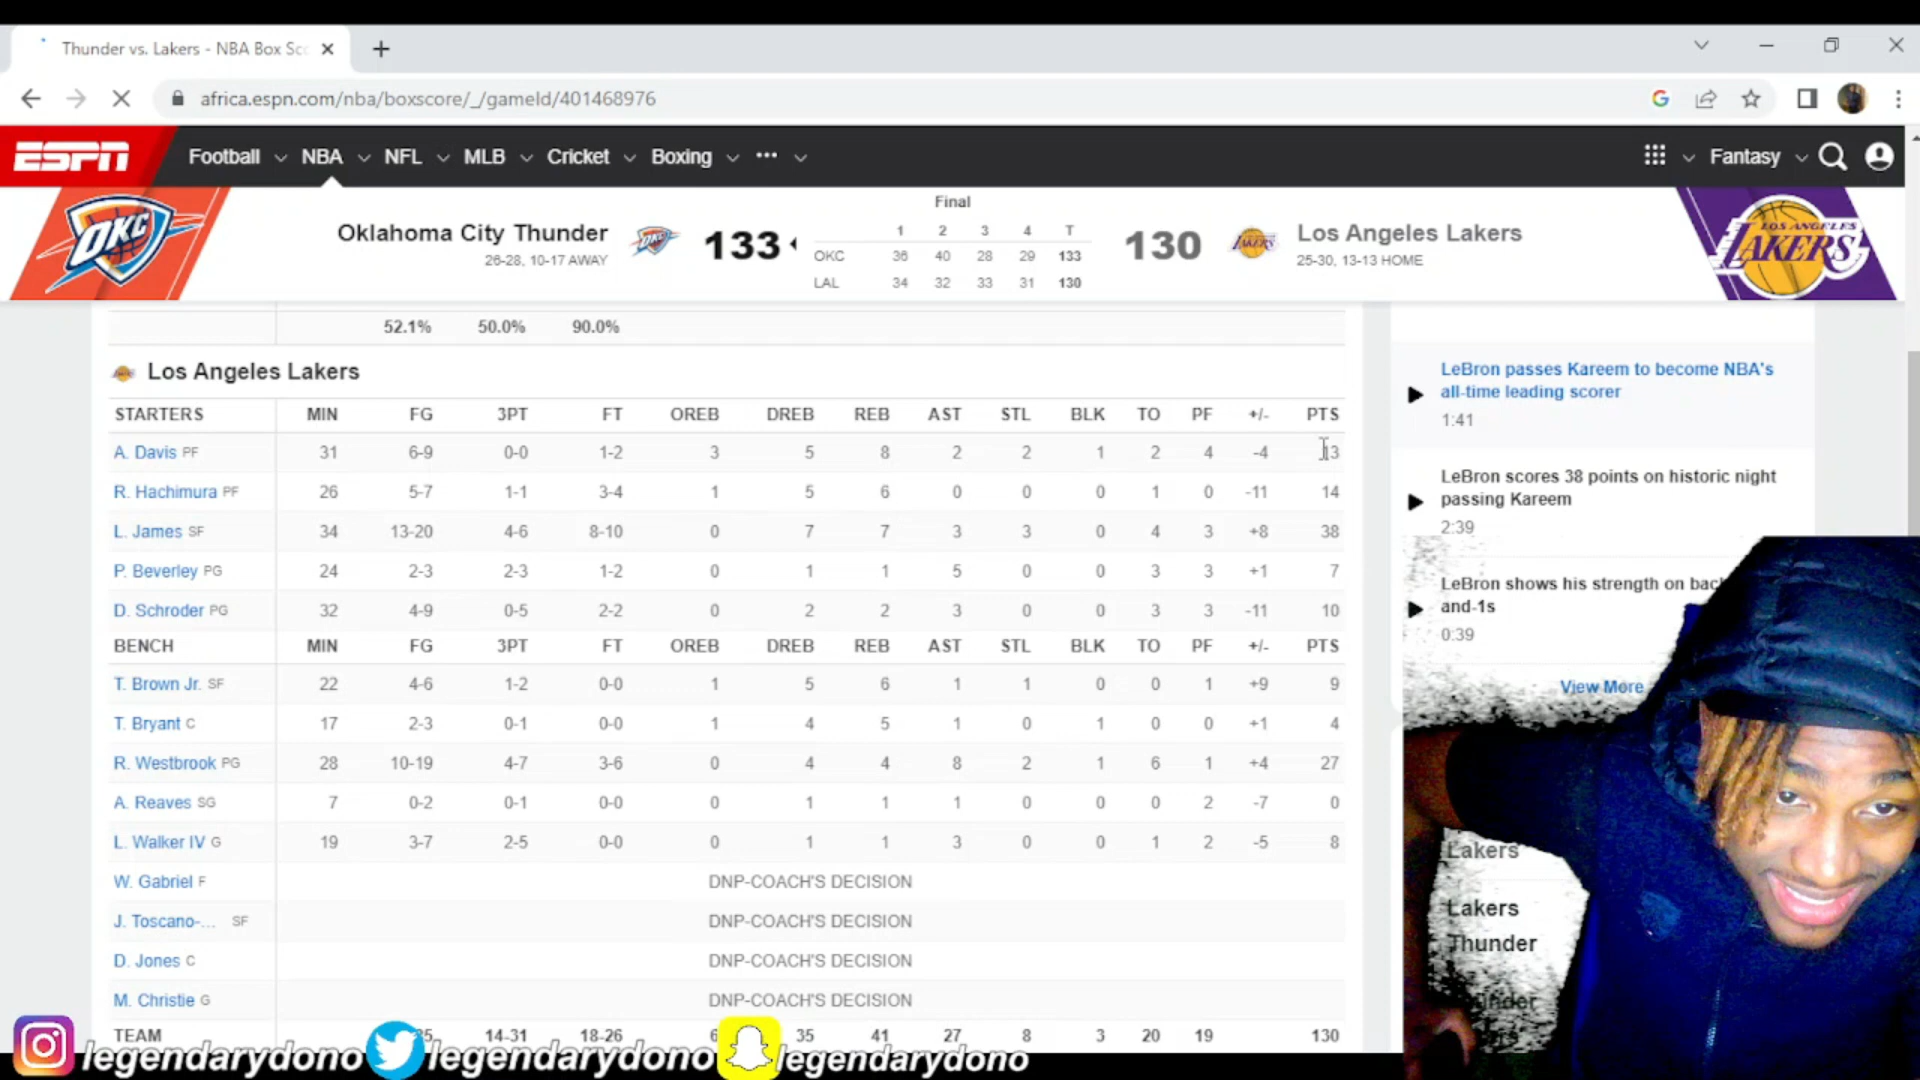 Thunder vs. Lakers - NBA Box Sc
africa.espn.com/nba/boxscore/_/gameId/401468976
ESPN Football NBA NFL MLB Cricket Boxing Fantasy
Final
OKC Oklahoma City Thunder 133 130 Los Angeles Lakers LOS ANGELES LAKERS
26-28, 10-17 AWAY 25-30, 13-13 HOME
1 2 3 4 T
OKC 36 40 28 29 133
LAL 34 32 33 31 130
52.1% 50.0% 90.0%
Los Angeles Lakers
STARTERS MIN FG 3PT FT OREB DREB REB AST STL BLK TO PF +/- PTS
A. Davis PF 31 6-9 0-0 1-2 3 5 8 2 2 1 2 4 -4 13
R. Hachimura PF 26 5-7 1-1 3-4 1 5 6 0 0 0 1 0 -11 14
L. James SF 34 13-20 4-6 8-10 0 7 7 3 3 0 4 3 +8 38
P. Beverley PG 24 2-3 2-3 1-2 0 1 1 5 0 0 3 3 +1 7
D. Schroder PG 32 4-9 0-5 2-2 0 2 2 3 0 0 3 3 -11 10
BENCH MIN FG 3PT FT OREB DREB REB AST STL BLK TO PF +/- PTS
T. Brown Jr. SF 22 4-6 1-2 0-0 1 5 6 1 1 0 0 1 +9 9
T. Bryant C 17 2-3 0-1 0-0 1 4 5 1 0 1 0 0 +1 4
R. Westbrook PG 28 10-19 4-7 3-6 0 4 4 8 2 1 6 1 +4 27
A. Reaves SG 7 0-2 0-1 0-0 0 1 1 1 0 0 0 2 -7 0
L. Walker IV G 19 3-7 2-5 0-0 0 1 1 3 0 0 1 2 -5 8
W. Gabriel F DNP-COACH'S DECISION
J. Toscano-... SF DNP-COACH'S DECISION
D. Jones C DNP-COACH'S DECISION
M. Christie G DNP-COACH'S DECISION
TEAM 14-31 18-26 35 41 27 8 3 20 19 130
LeBron passes Kareem to become NBA's
all-time leading scorer
1:41
LeBron scores 38 points on historic night
passing Kareem
2:39
LeBron shows his strength on
and-1s
0:39
View More
Lakers
Lakers
Thunder
legendarydono legendarydono legendarydono